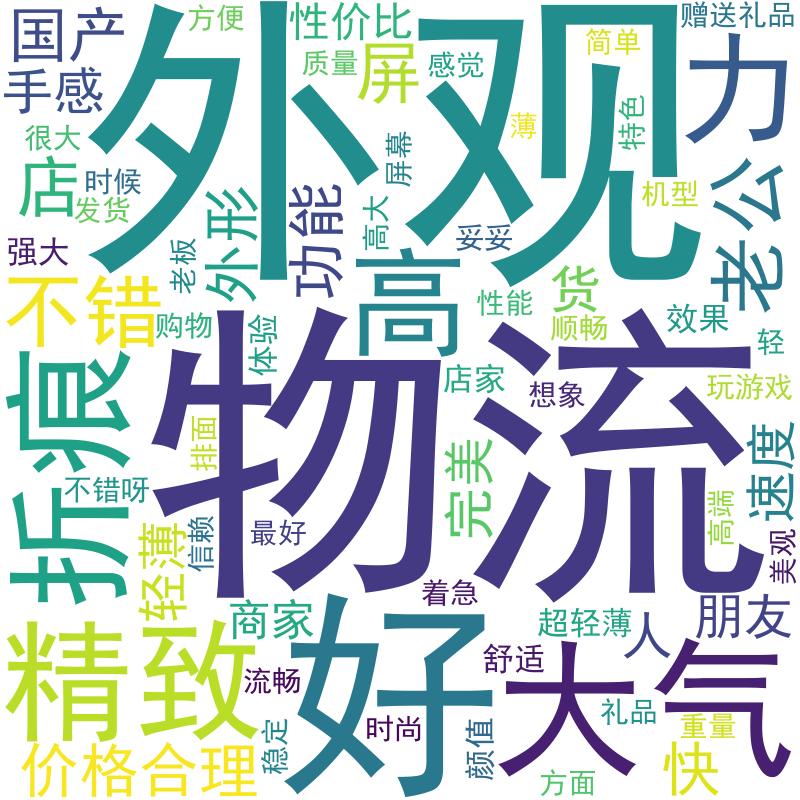 国产
方便
性价比
赠送礼品
外观
手感
质量
屏
感觉
简单
力
很大
店
时候
发货
薄
特色
屏幕
机型
老公
强大
老板
外形
功能
高大
妥妥
不错
购物
体验
高
性能
货
顺畅
效果
轻
折痕
物流
店家
想象
玩游戏
排面
不错呀
信赖
最好
完美
高端
速度
美观
轻薄
着急
精致
商家
好
超轻薄
人
朋友
流畅
舒适
大气
价格合理
稳定
时尚
颜值
礼品
重量
方面
快